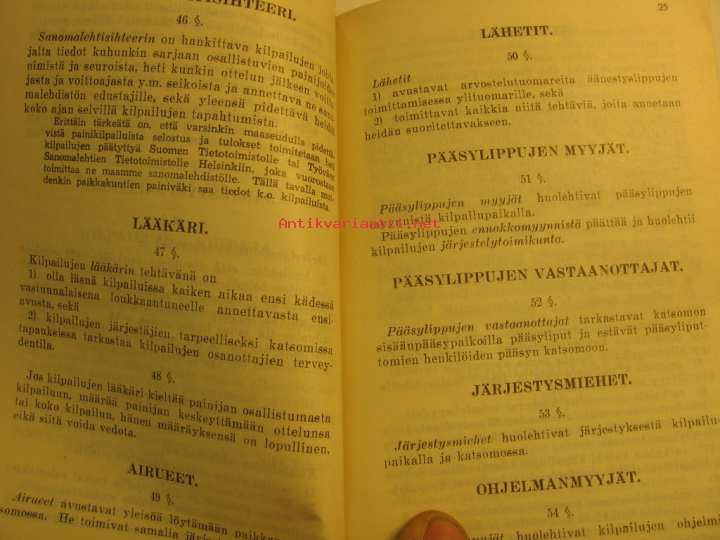 SIHTEERI.
46 §.
Sanomalehtisihteerin on hankittava kilpailujen
jalta tiedot kuhunkin sarjaan osallistuvien painijoiden
nimistä ja seuroista, heti kunkin ottelun jälkeen
jasta ja voittoajasta y.m. seikoista ja annettava ne sano-
malehdistön edustajille, sekä yleensä pidettävä heidät
koko ajan selvillä kilpailujen tapahtumista.
Erittäin tärkeätä on, että varsinkin maaseudulla pidetyistä
vistä painikilpailuista selostus ja tulokset toimitetaan
kilpailujen päätyttyä Suomen Tietotoimistolle tai Työväen
Sanomalehtien Tietotoimistolle Helsinkiin, joka vuorostaan
toimittaa ne maamme sanomalehdistölle. Tällä tavalla
denkin paikkakuntien painiväki saa tiedot k.o. kilpailuista.
LÄÄKÄRI.
47 §.
Kilpailujen lääkärin tehtävänä on
1) olla läsnä kilpailuissa kaiken aikaa ensi kädessä
vastuunalaisena loukkaantuneelle annettavasta ensi-
avusta, sekä
2) kilpailujen järjestäjien tarpeelliseksi katsomissa
tapauksissa tarkastaa kilpailujen osanottajien tervey-
dentila.
48 §.
Jos kilpailujen lääkäri kieltää painijan osallistumasta
kilpailuun, määrää painijan keskeyttämään ottelunsa
tai koko kilpailun, hänen määräyksensä on lopullinen,
eikä siitä voida vedota.
AIRUEET.
49 §.
Airueet avustavat yleisöä löytämään
somossa. He toimivat samalla
25
LÄHETIT.
50 §.
Lähetit
1) avustavat arvostelutuomareita äänestyslippujen
toimittamisessa ylituomarille, sekä
2) toimittavat kaikkia niitä tehtäviä, joita annetaan
heidän suoritettavakseen.
PÄÄSYLIPPUJEN MYYJÄT.
51 §.
Pääsylippujen myyjät huolehtivat pääsylippujen
myynnistä kilpailupaikalla.
Pääsylippujen ennakkomyynnistä päättää ja huolehtii
kilpailujen järjestelytoimikunta.
PÄÄSYLIPPUJEN VASTAANOTTAJAT.
52 §.
Pääsylippujen vastaanottajat tarkastavat katsomon
sisäänpääsypaikoilla pääsyliput ja estävät pääsyliput-
tomien henkilöiden pääsyn katsomoon.
JÄRJESTYSMIEHET.
53 §.
Järjestysmiehet huolehtivat järjestyksestä kilpailu-
paikalla ja katsomossa.
OHJELMANMYYJÄT.
54 §.
huolehtivat kilpailujen
Antikvariaatti.net